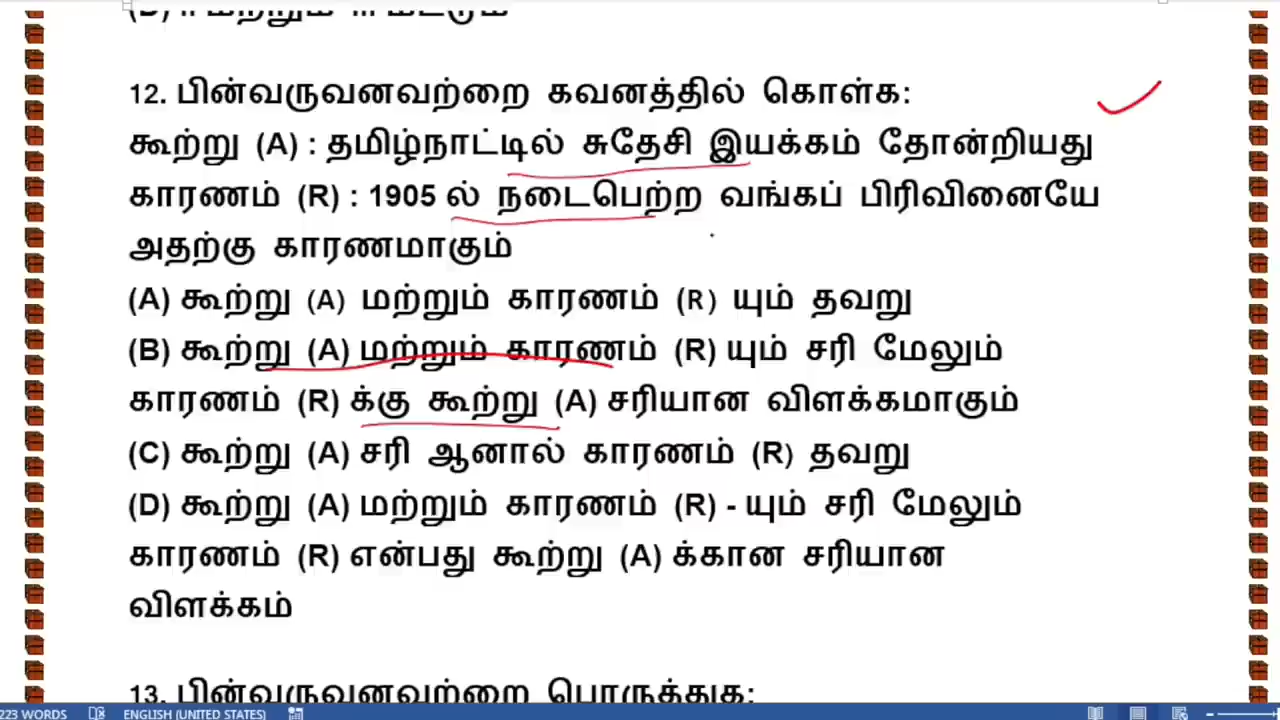 12. பின்வருவனவற்றை கவனத்தில் கொள்க:
கூற்று (A) : தமிழ்நாட்டில் சுதேசி இயக்கம் தோன்றியது
காரணம் (R) : 1905 ல் நடைபெற்ற வங்கப் பிரிவினையே
அதற்கு காரணமாகும்
(A) கூற்று (A) மற்றும் காரணம் (R) யும் தவறு
(B) கூற்று (A) மற்றும் காரணம் (R) யும் சரி மேலும்
காரணம் (R) க்கு கூற்று (A) சரியான விளக்கமாகும்
(C) கூற்று (A) சரி ஆனால் காரணம் (R) தவறு
(D) கூற்று (A) மற்றும் காரணம் (R) - யும் சரி மேலும்
காரணம் (R) என்பது கூற்று (A) க்கான சரியான
விளக்கம்
13. பின்வருவனவற்றை பொருத்துக:
223 WORDS ENGLISH (UNITED STATES)